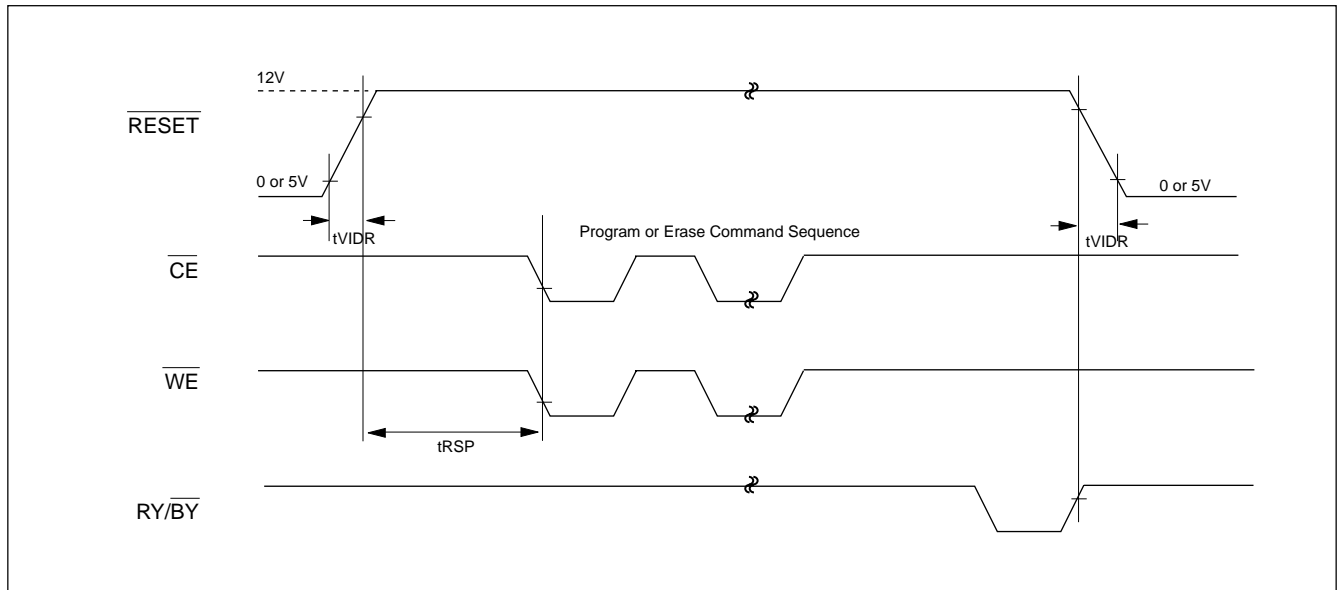 12V
RESET
0 or 5V
0 or 5V
tVIDR
tVIDR
Program or Erase Command Sequence
CE
WE
tRSP
RY/BY